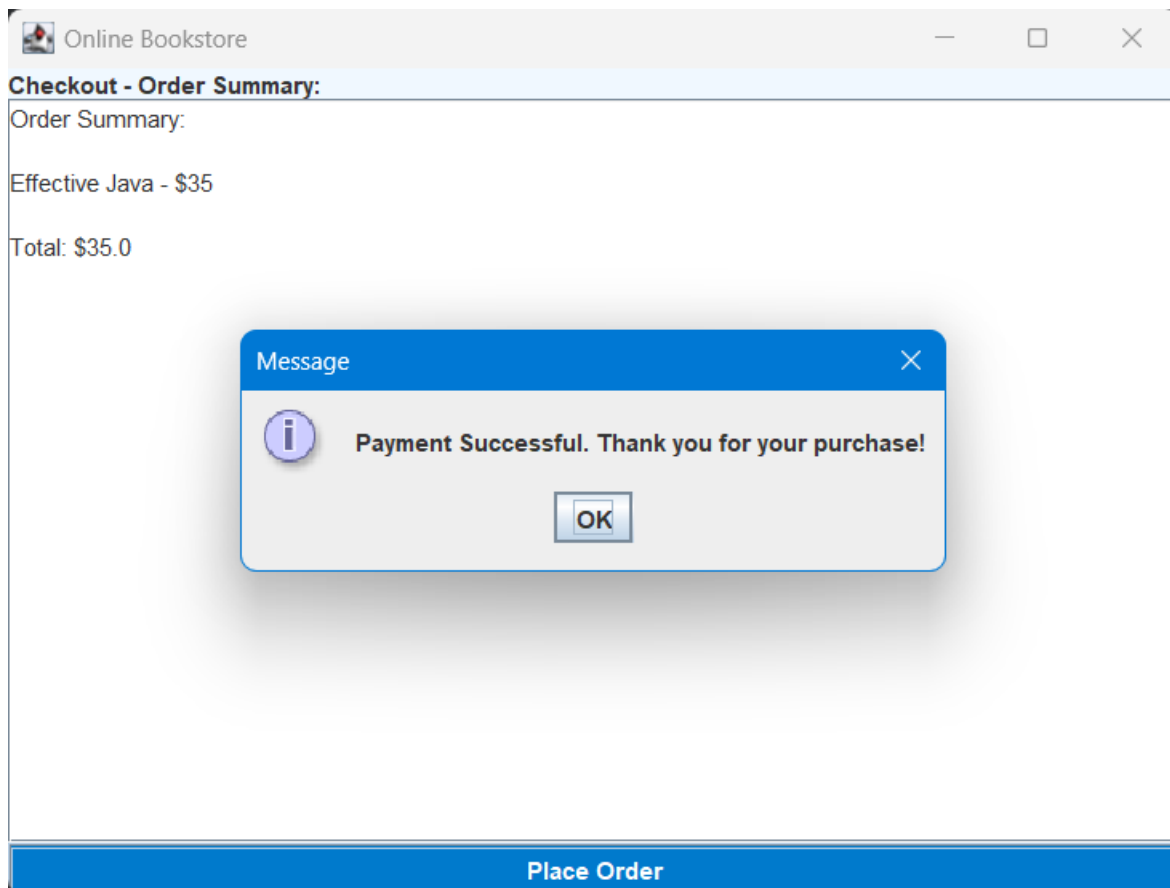 Online Bookstore
Checkout - Order Summary:
Order Summary:
Effective Java - $35
Total: $35.0
Message
Payment Successful. Thank you for your purchase!
OK
Place Order